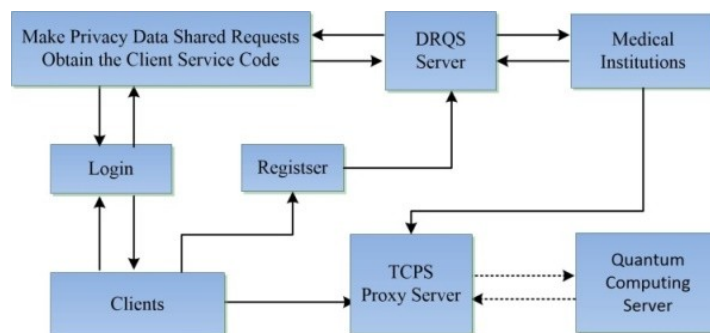 Make Privacy Data Shared Requests
Obtain the Client Service Code
DRQS
Server
Medical
Institutions
Login
Registser
Clients
TCPS
Proxy Server
Quantum
Computing
Server